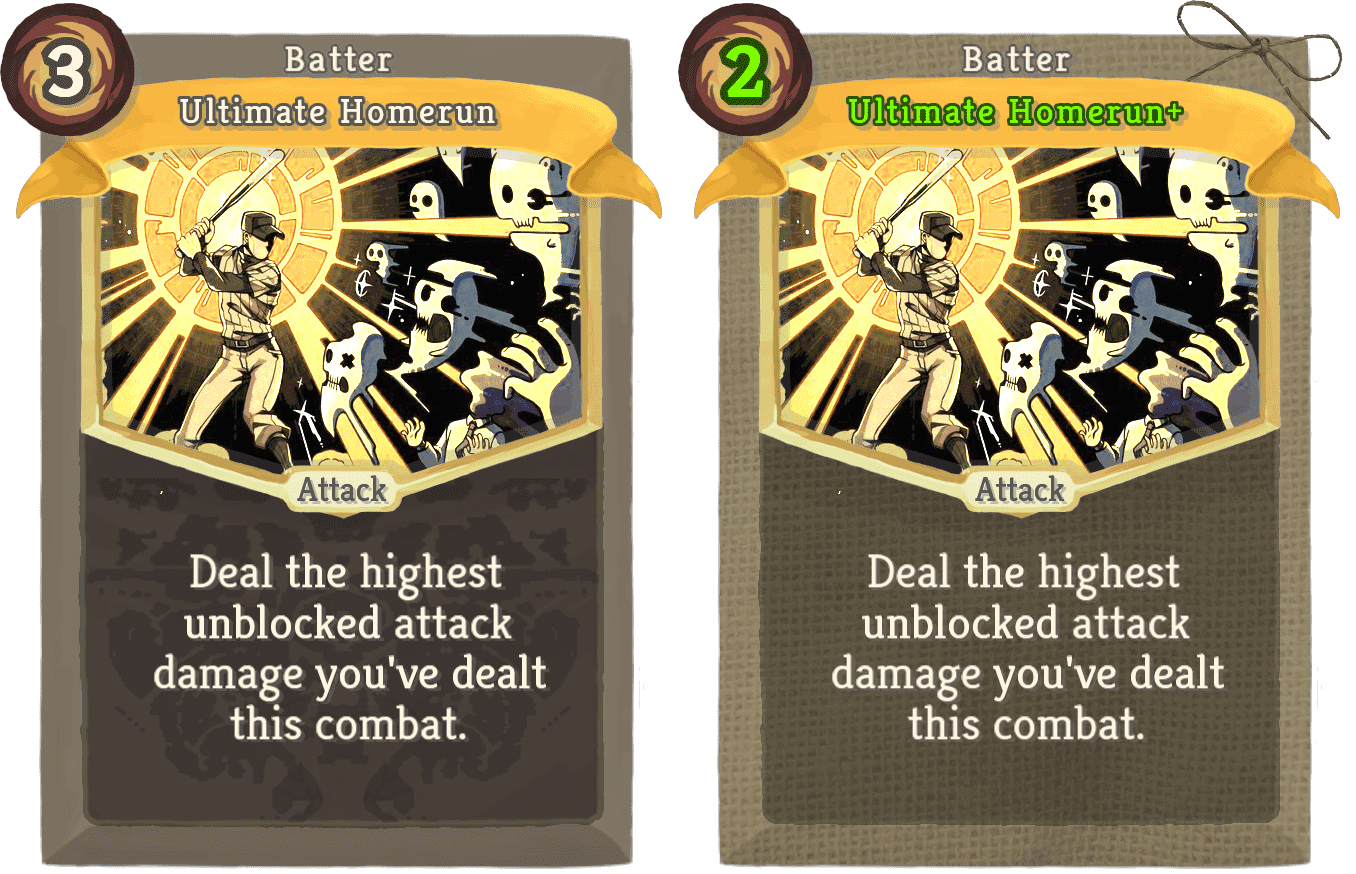 3
Batter
Ultimate Homerun
Attack
Deal the highest
unblocked attack
damage you've dealt
this combat.
2
Batter
Ultimate Homerun+
Attack
Deal the highest
unblocked attack
damage you've dealt
this combat.